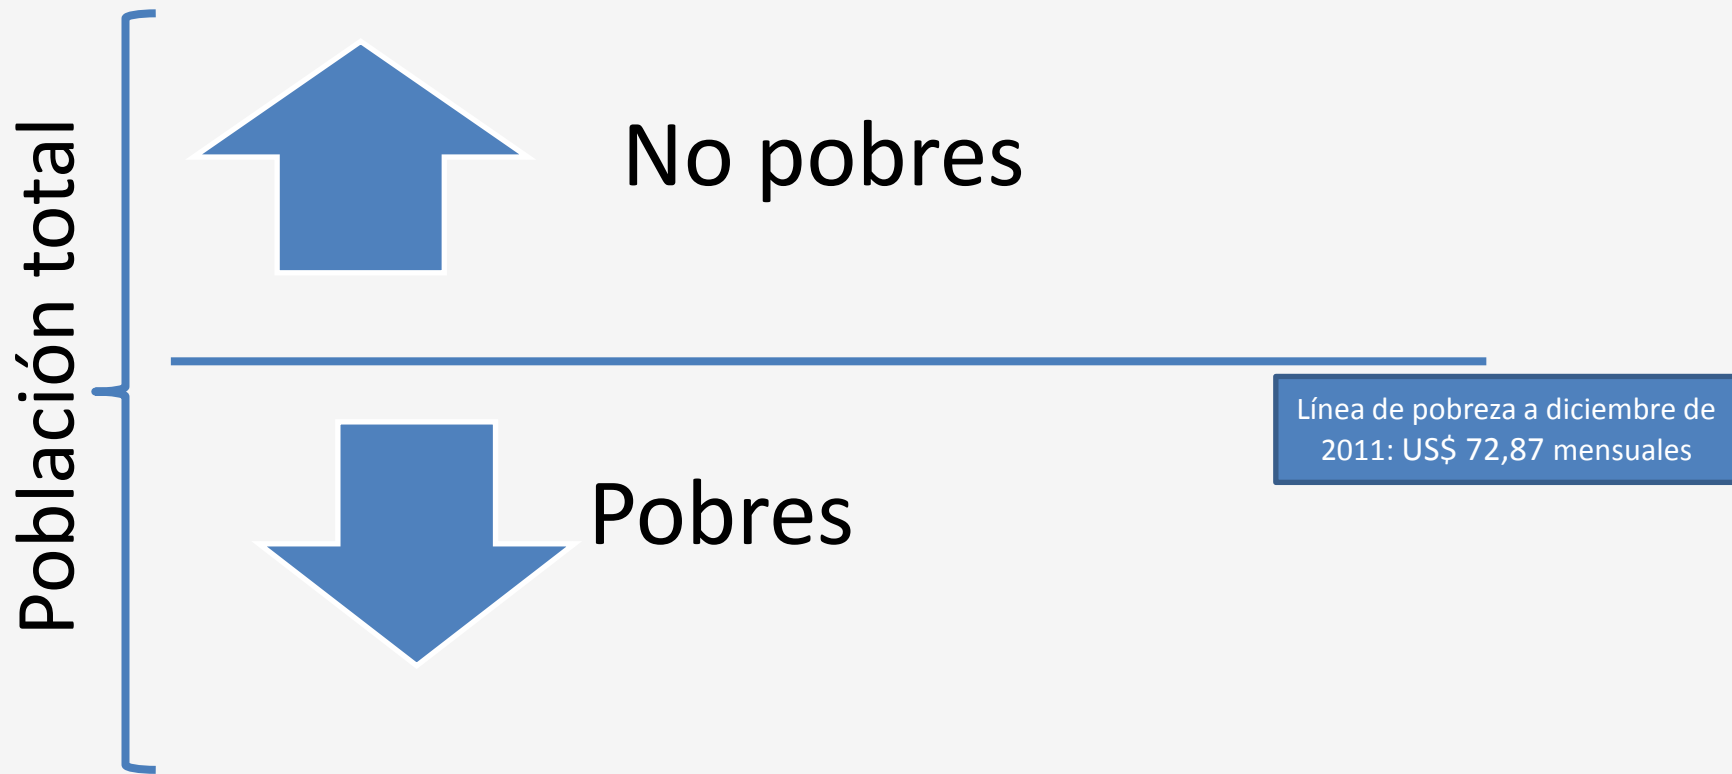 Población total
No pobres
Línea de pobreza a diciembre de
2011: US$ 72,87 mensuales
Pobres